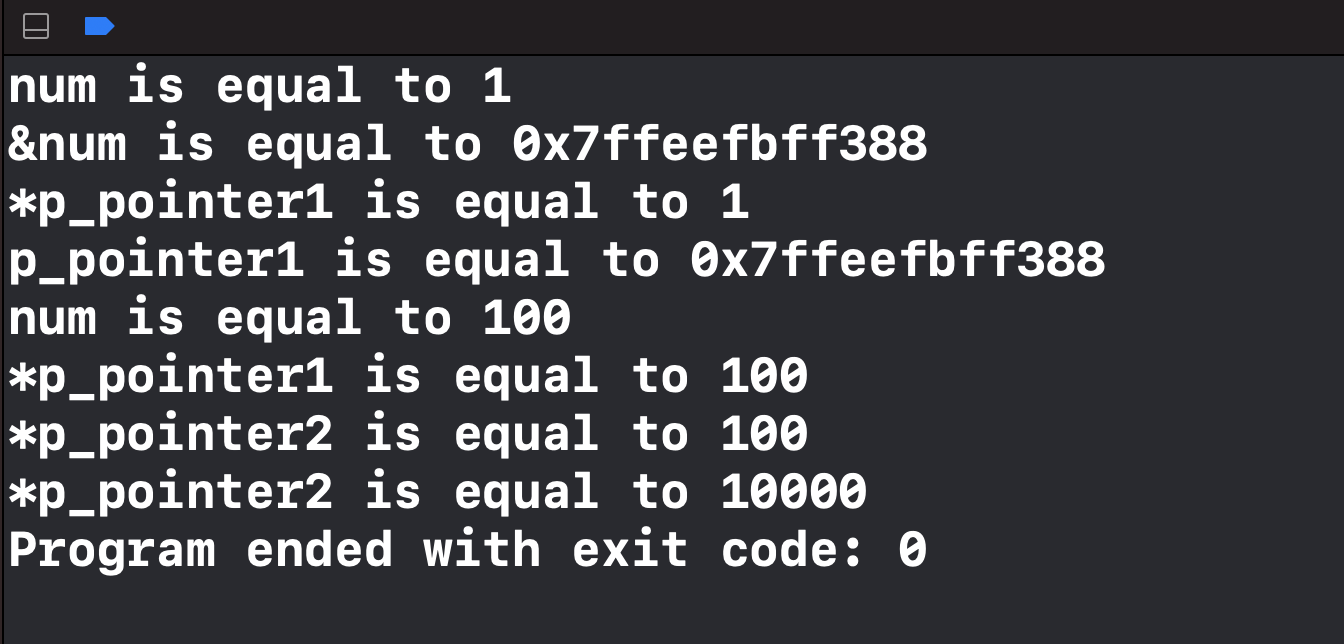 num is equal to 1
&num is equal to 0x7ffeefbff388
*p_pointer1 is equal to 1
p_pointer1 is equal to 0x7ffeefbff388
num is equal to 100
*p_pointer1 is equal to 100
*p_pointer2 is equal to 100
*p_pointer2 is equal to 10000
Program ended with exit code: 0